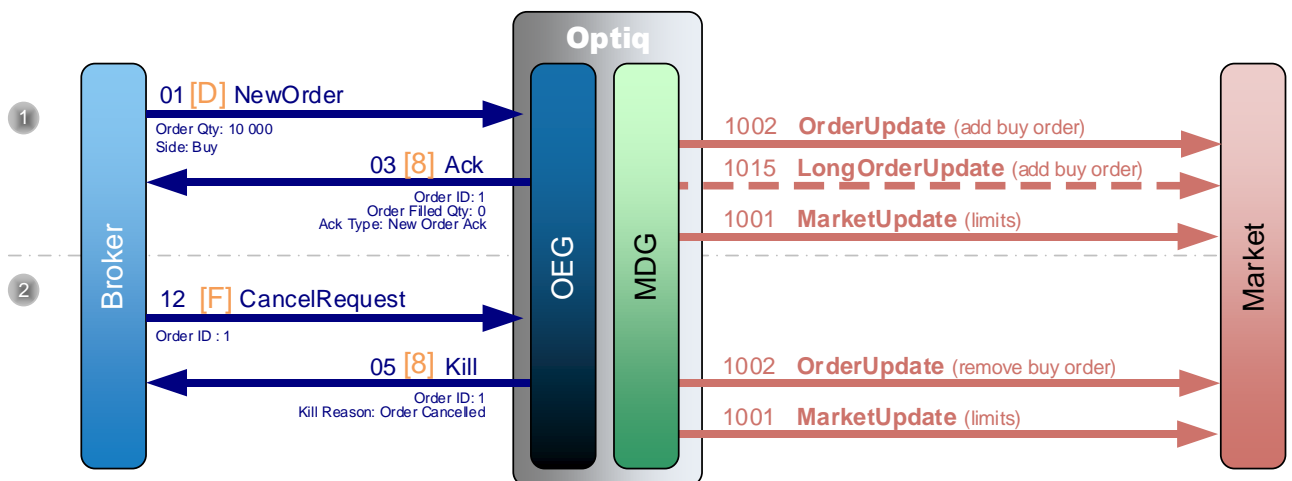 Optiq
1
01 [D] NewOrder
Order Qty: 10 000
Side: Buy
03 [8] Ack
Order ID: 1
Order Filled Qty: 0
Ack Type: New Order Ack
1002 OrderUpdate (add buy order)
1015 LongOrderUpdate (add buy order)
1001 MarketUpdate (limits)
Broker
OEG
MDG
Market
2
12 [F] CancelRequest
Order ID : 1
05 [8] Kill
Order ID: 1
Kill Reason: Order Cancelled
1002 OrderUpdate (remove buy order)
1001 MarketUpdate (limits)